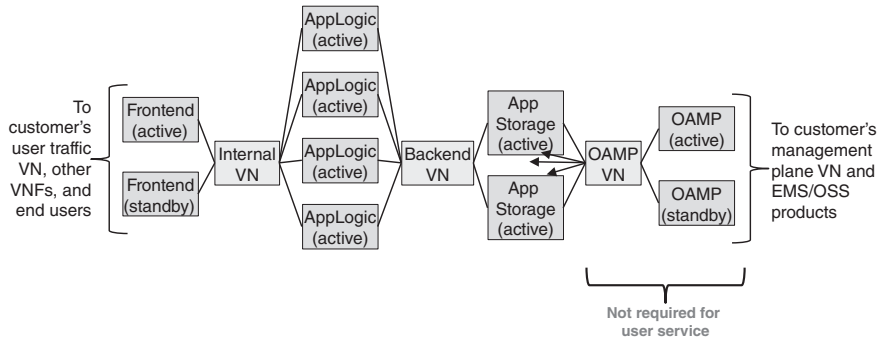 To
customer's
user traffic
VN, other
VNFs, and
end users
Frontend
(active)
Frontend
(standby)
Internal
VN
AppLogic
(active)
AppLogic
(active)
AppLogic
(active)
AppLogic
(active)
Backend
VN
App
Storage
(active)
App
Storage
(active)
OAMP
VN
OAMP
(active)
OAMP
(standby)
To customer's
management
plane VN and
EMS/OSS
products
Not required for
user service